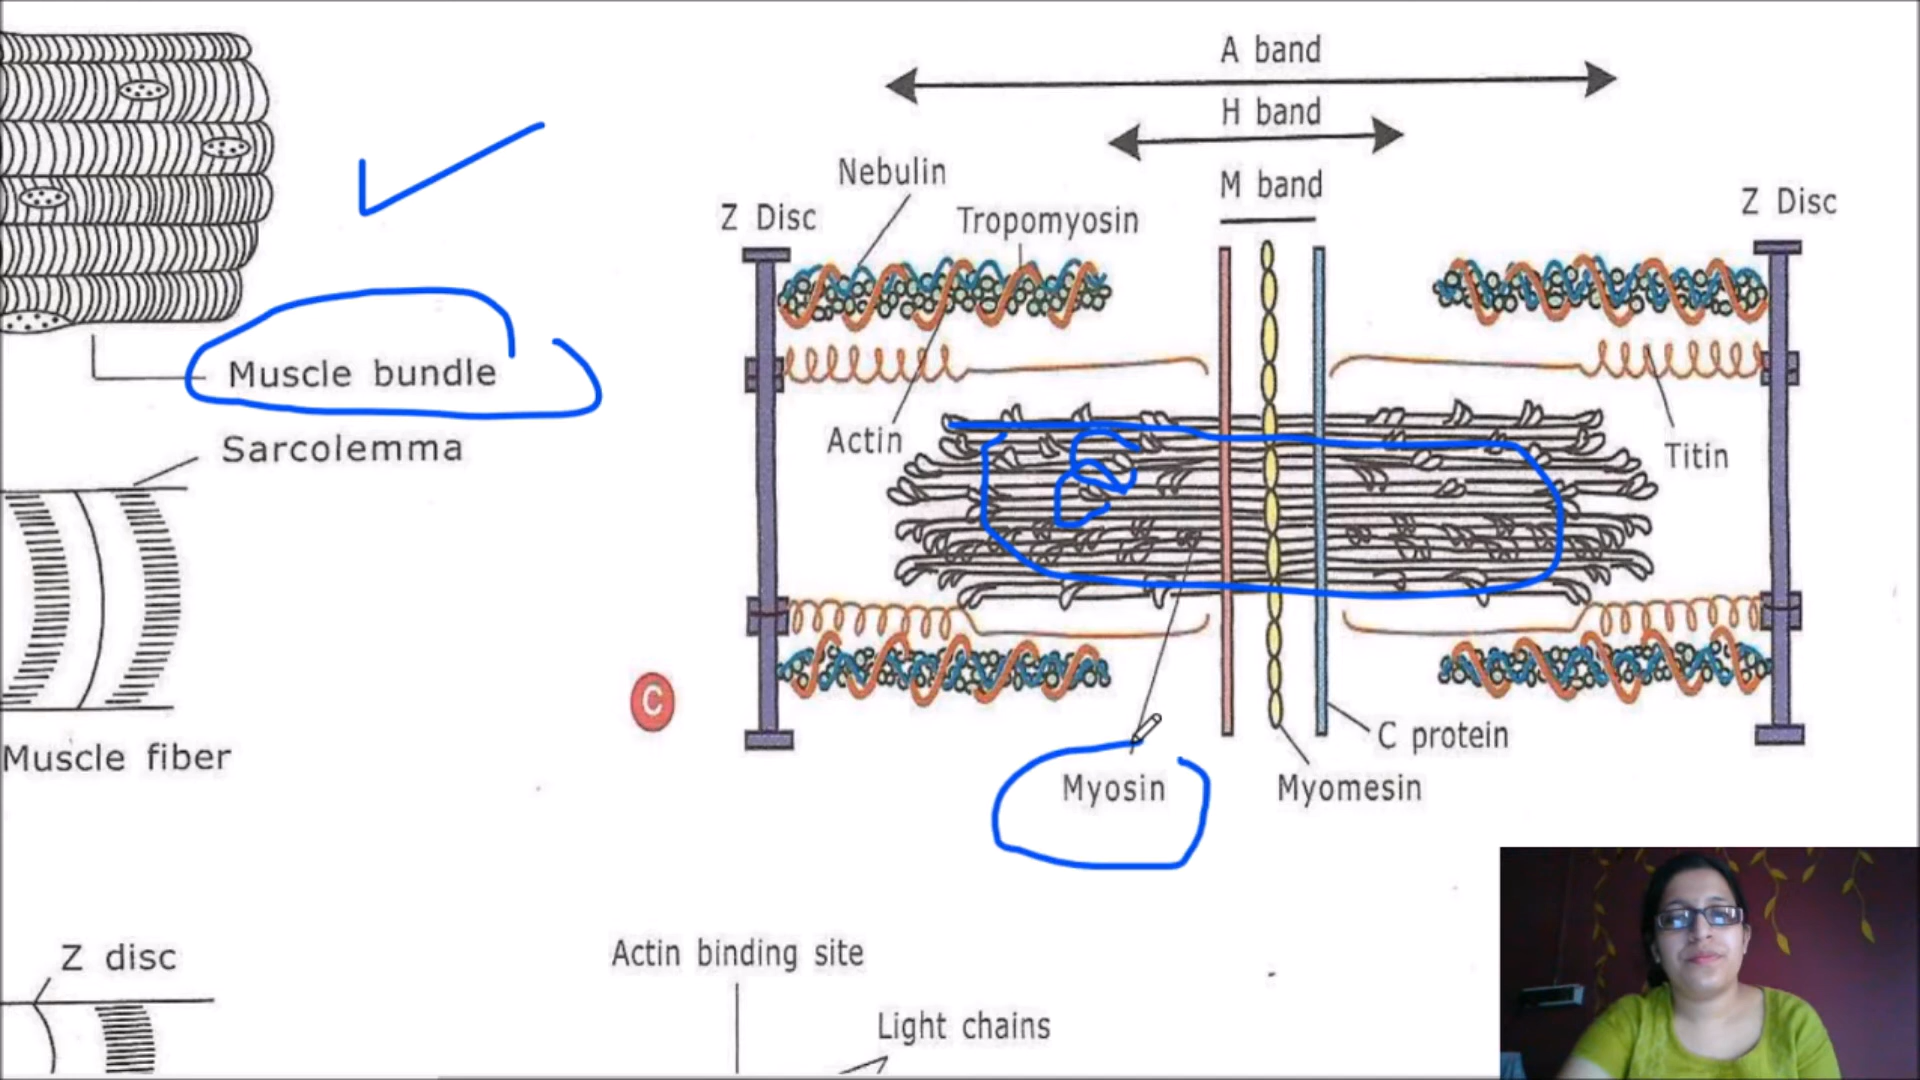 A band
H band
M band
Nebulin
Tropomyosin
Z Disc
Z Disc
Muscle bundle
Sarcolemma
Actin
Titin
C
Muscle fiber
C protein
Myosin
Myomesin
Z disc
Actin binding site
Light chains